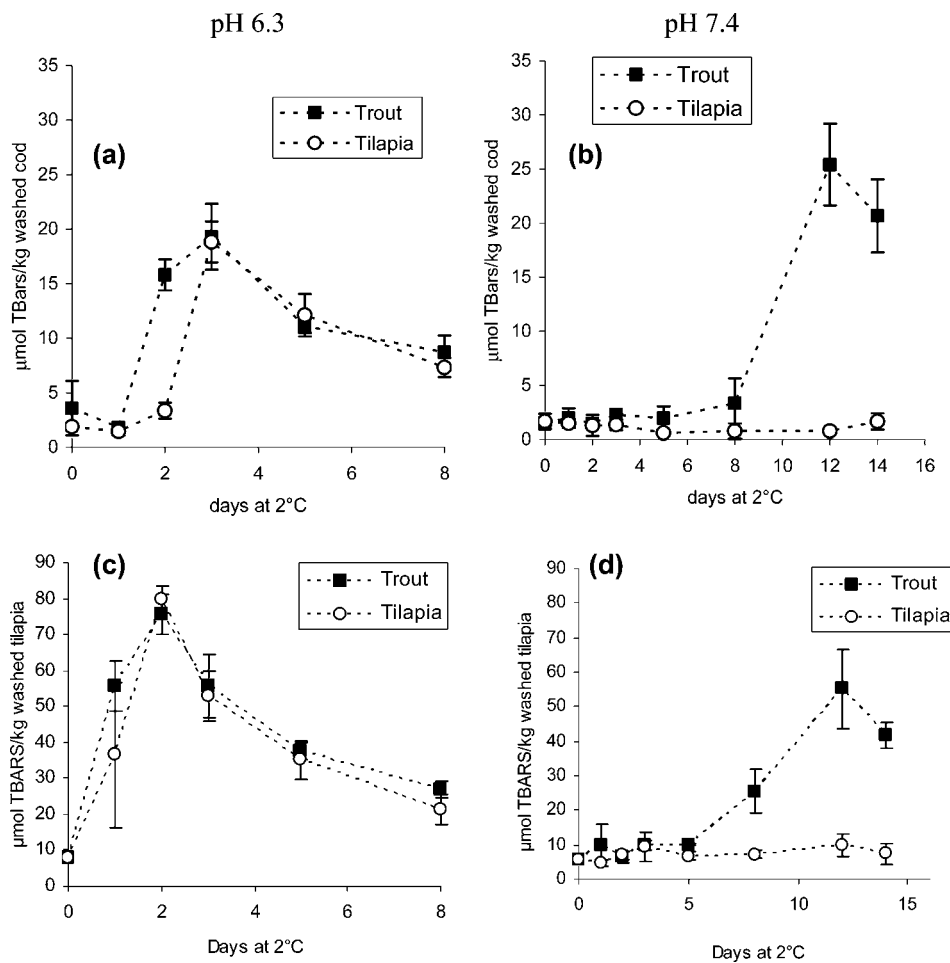 pH 6.3
pH 7.4
(a)
Trout
Tilapia
µmol TBars/kg washed cod
35
30
25
20
15
10
5
0
0 2 4 6 8
days at 2°C
(b)
Trout
Tilapia
µmol TBars/kg washed cod
35
30
25
20
15
10
5
0
0 2 4 6 8 10 12 14 16
days at 2°C
(c)
Trout
Tilapia
µmol TBARS/kg washed tilapia
90
80
70
60
50
40
30
20
10
0
0 2 4 6 8
Days at 2°C
(d)
Trout
Tilapia
µmol TBARS/kg washed tilapia
90
80
70
60
50
40
30
20
10
0
0 5 10 15
Days at 2°C